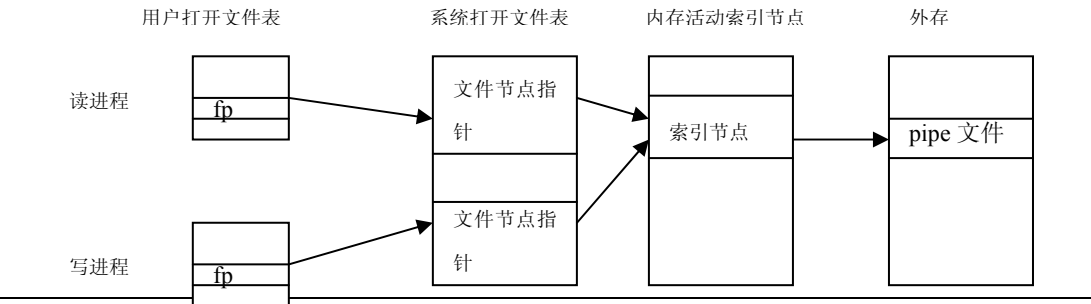 用户打开文件表 系统打开文件表 内存活动索引节点 外存
读进程
fp
文件节点指
针
索引节点
pipe 文件
写进程
fp
文件节点指
针